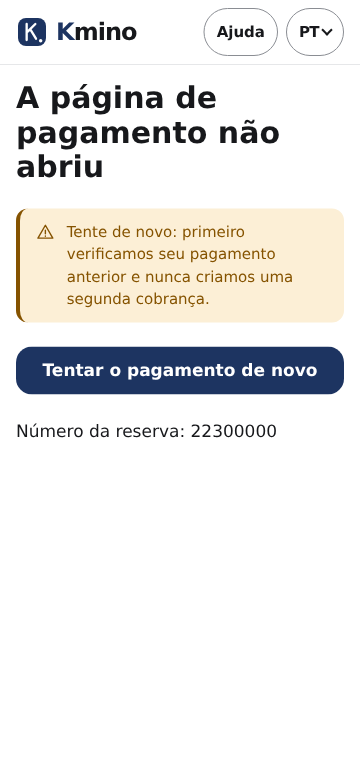 K. Kmino
Ajuda
PT
A página de
pagamento não
abriu
Tente de novo: primeiro
verificamos seu pagamento
anterior e nunca criamos uma
segunda cobrança.
Tentar o pagamento de novo
Número da reserva: 22300000